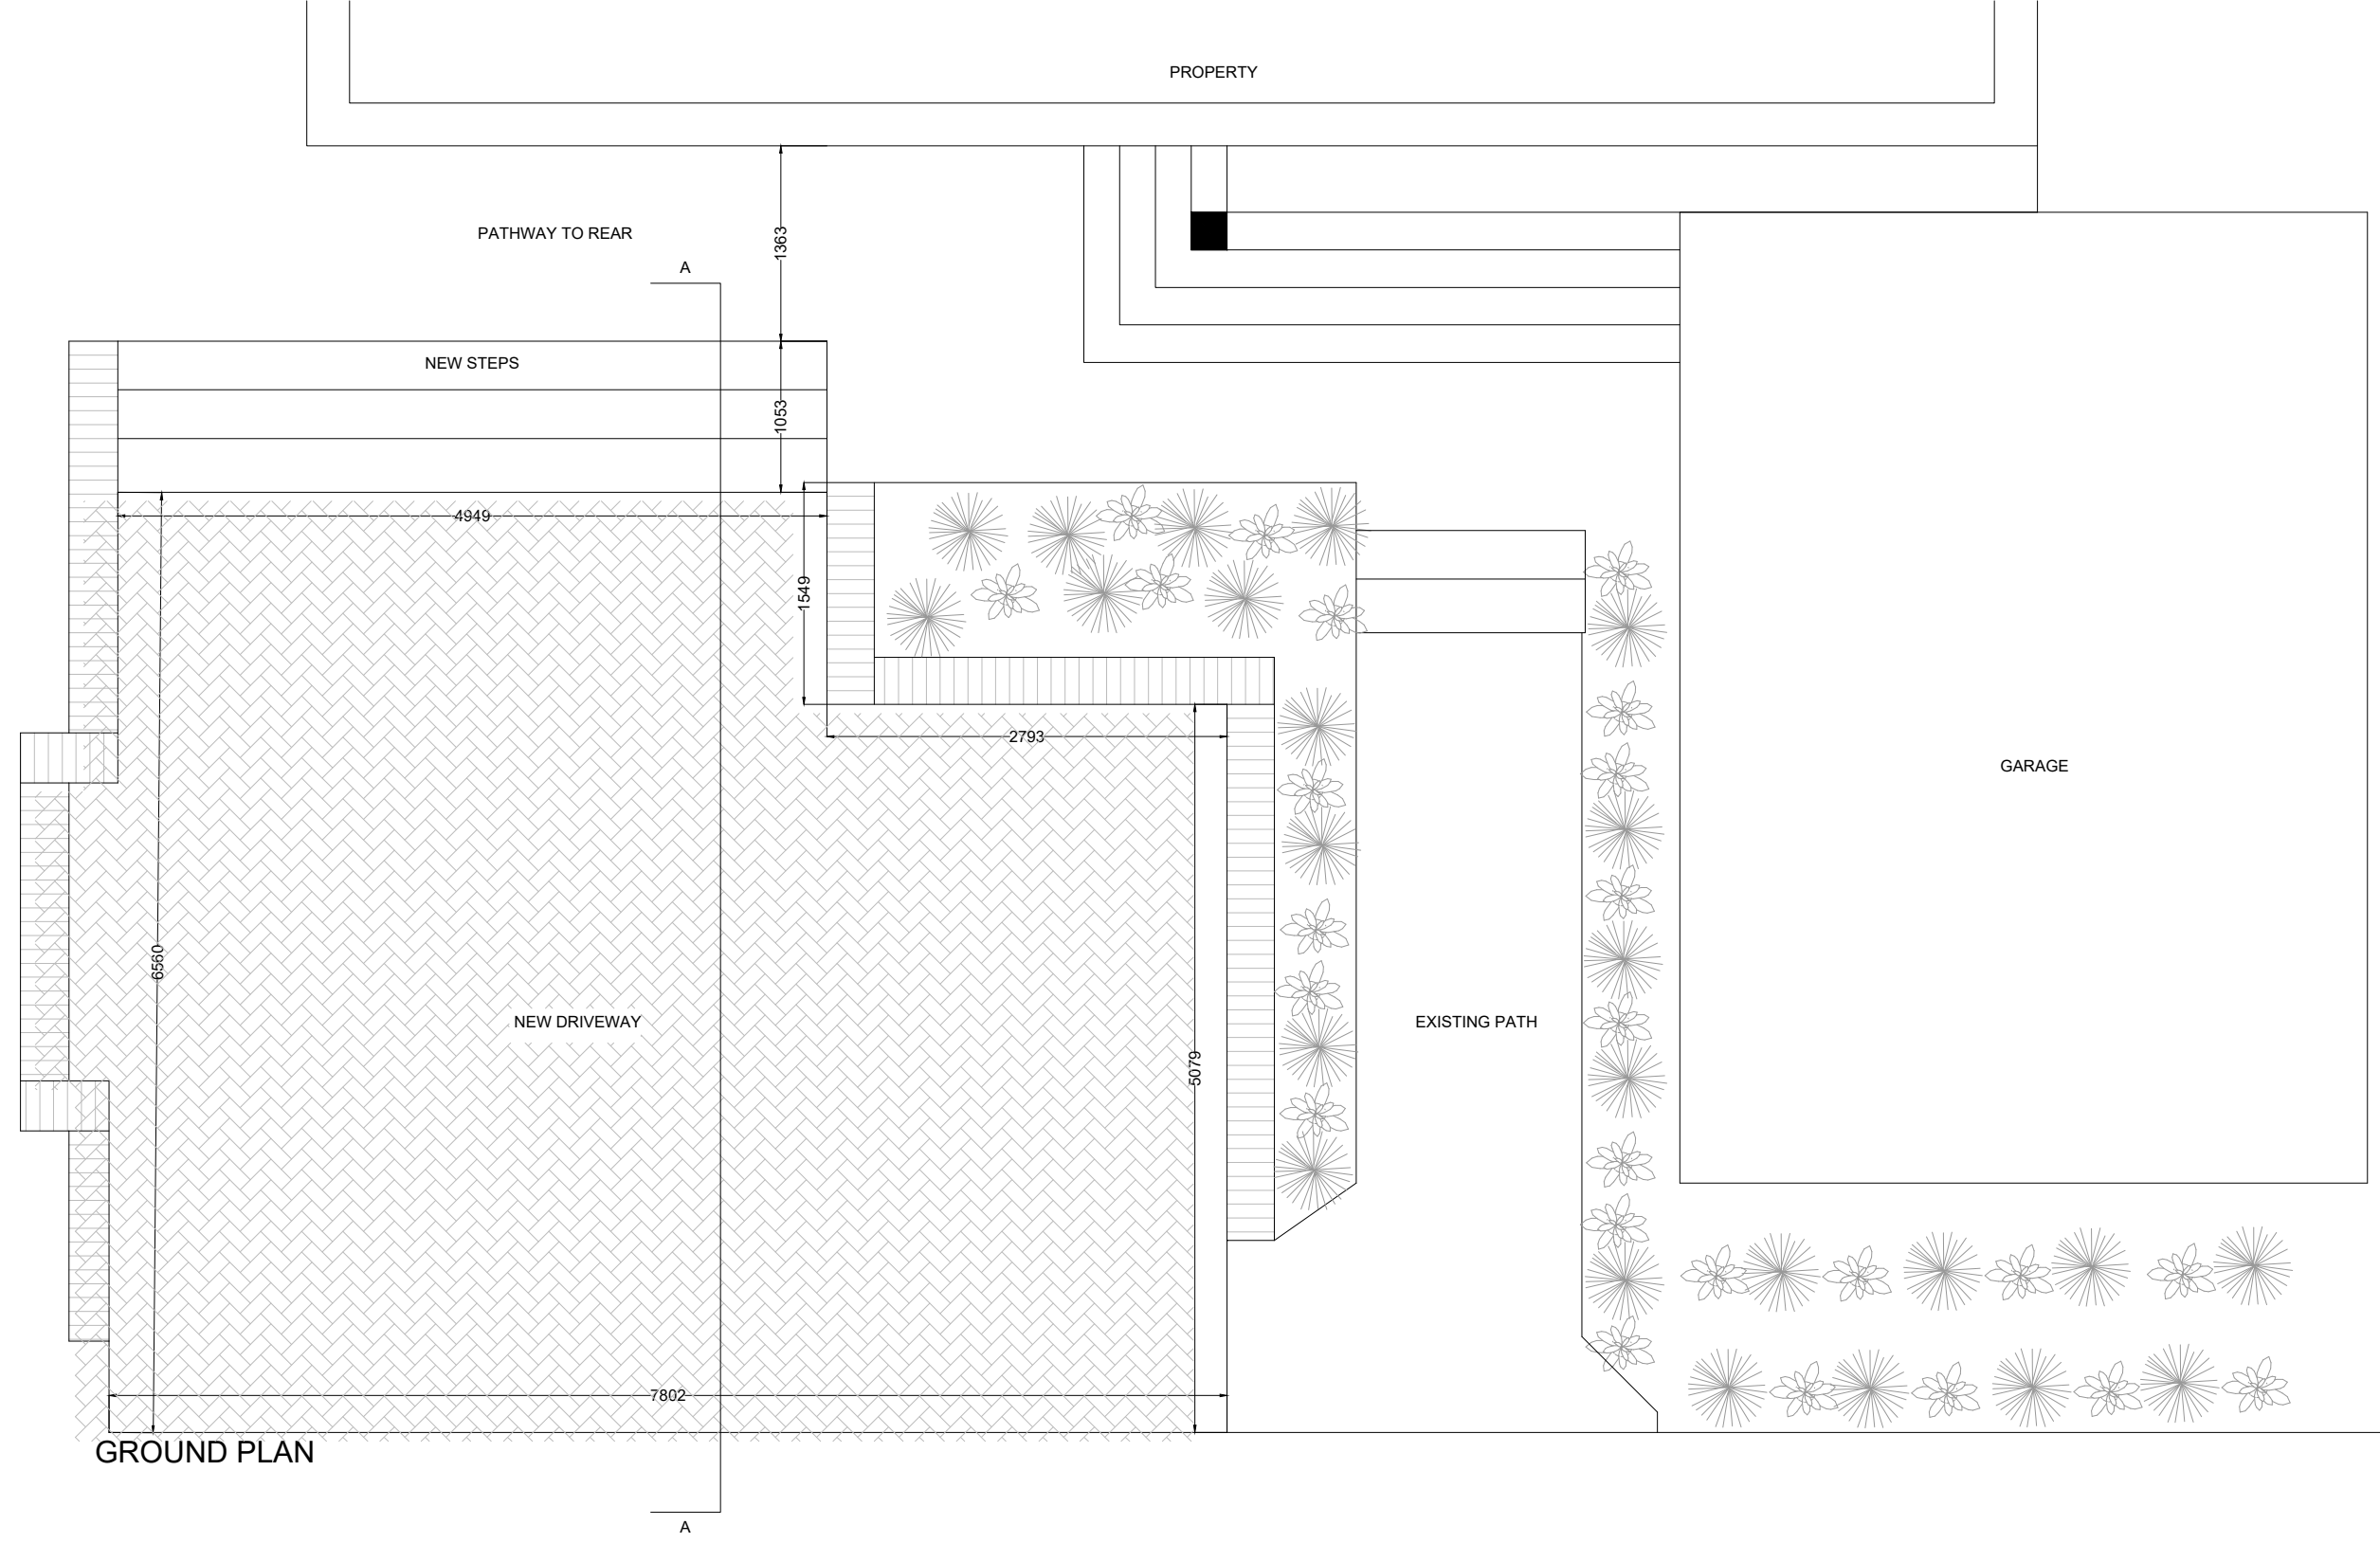 PROPERTY
PATHWAY TO REAR
1363
A
NEW STEPS
1053
4949
1549
2793
GARAGE
6560
NEW DRIVEWAY
EXISTING PATH
5079
7802
GROUND PLAN
A